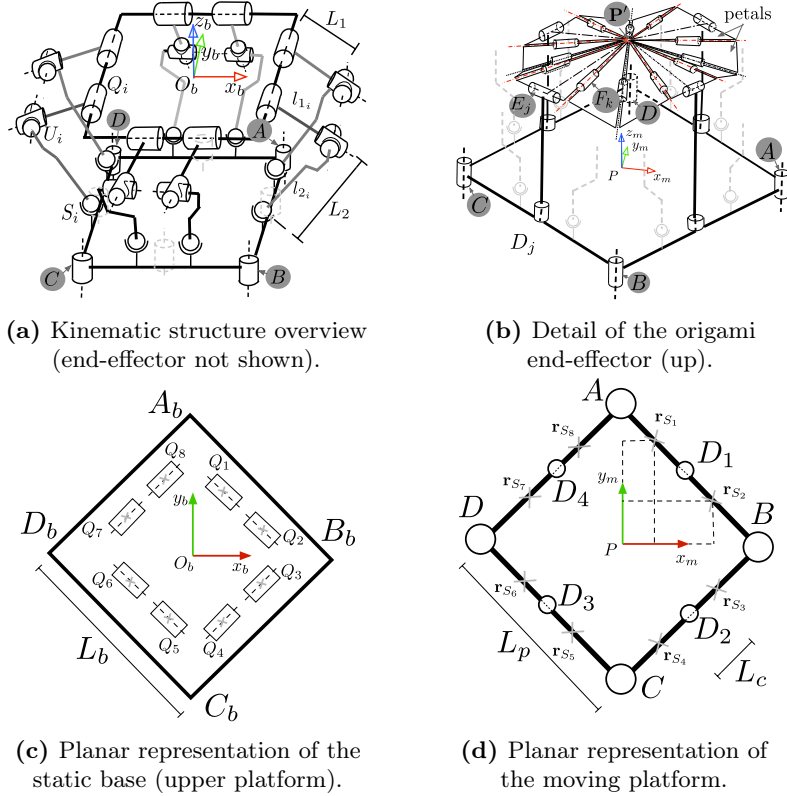 z_b
L_1
y_b
Q_i
O_b
x_b
l_{1_i}
U_i
D
A
S_i
l_{2_i}
L_2
C
B
P'
petals
E_j
F_k
D
z_m
y_m
A
P
x_m
C
D_j
B
(a) Kinematic structure overview
(end-effector not shown).
(b) Detail of the origami
end-effector (up).
A_b
Q_8
Q_1
y_b
Q_7
Q_2
D_b
B_b
O_b
x_b
Q_6
Q_3
L_b
Q_5
Q_4
C_b
A
r_{S_8}
r_{S_1}
D_1
y_m
r_{S_7}
D_4
r_{S_2}
D
B
P
x_m
r_{S_6}
D_3
r_{S_3}
D_2
L_p
r_{S_5}
r_{S_4}
L_c
C
(c) Planar representation of the
static base (upper platform).
(d) Planar representation of
the moving platform.